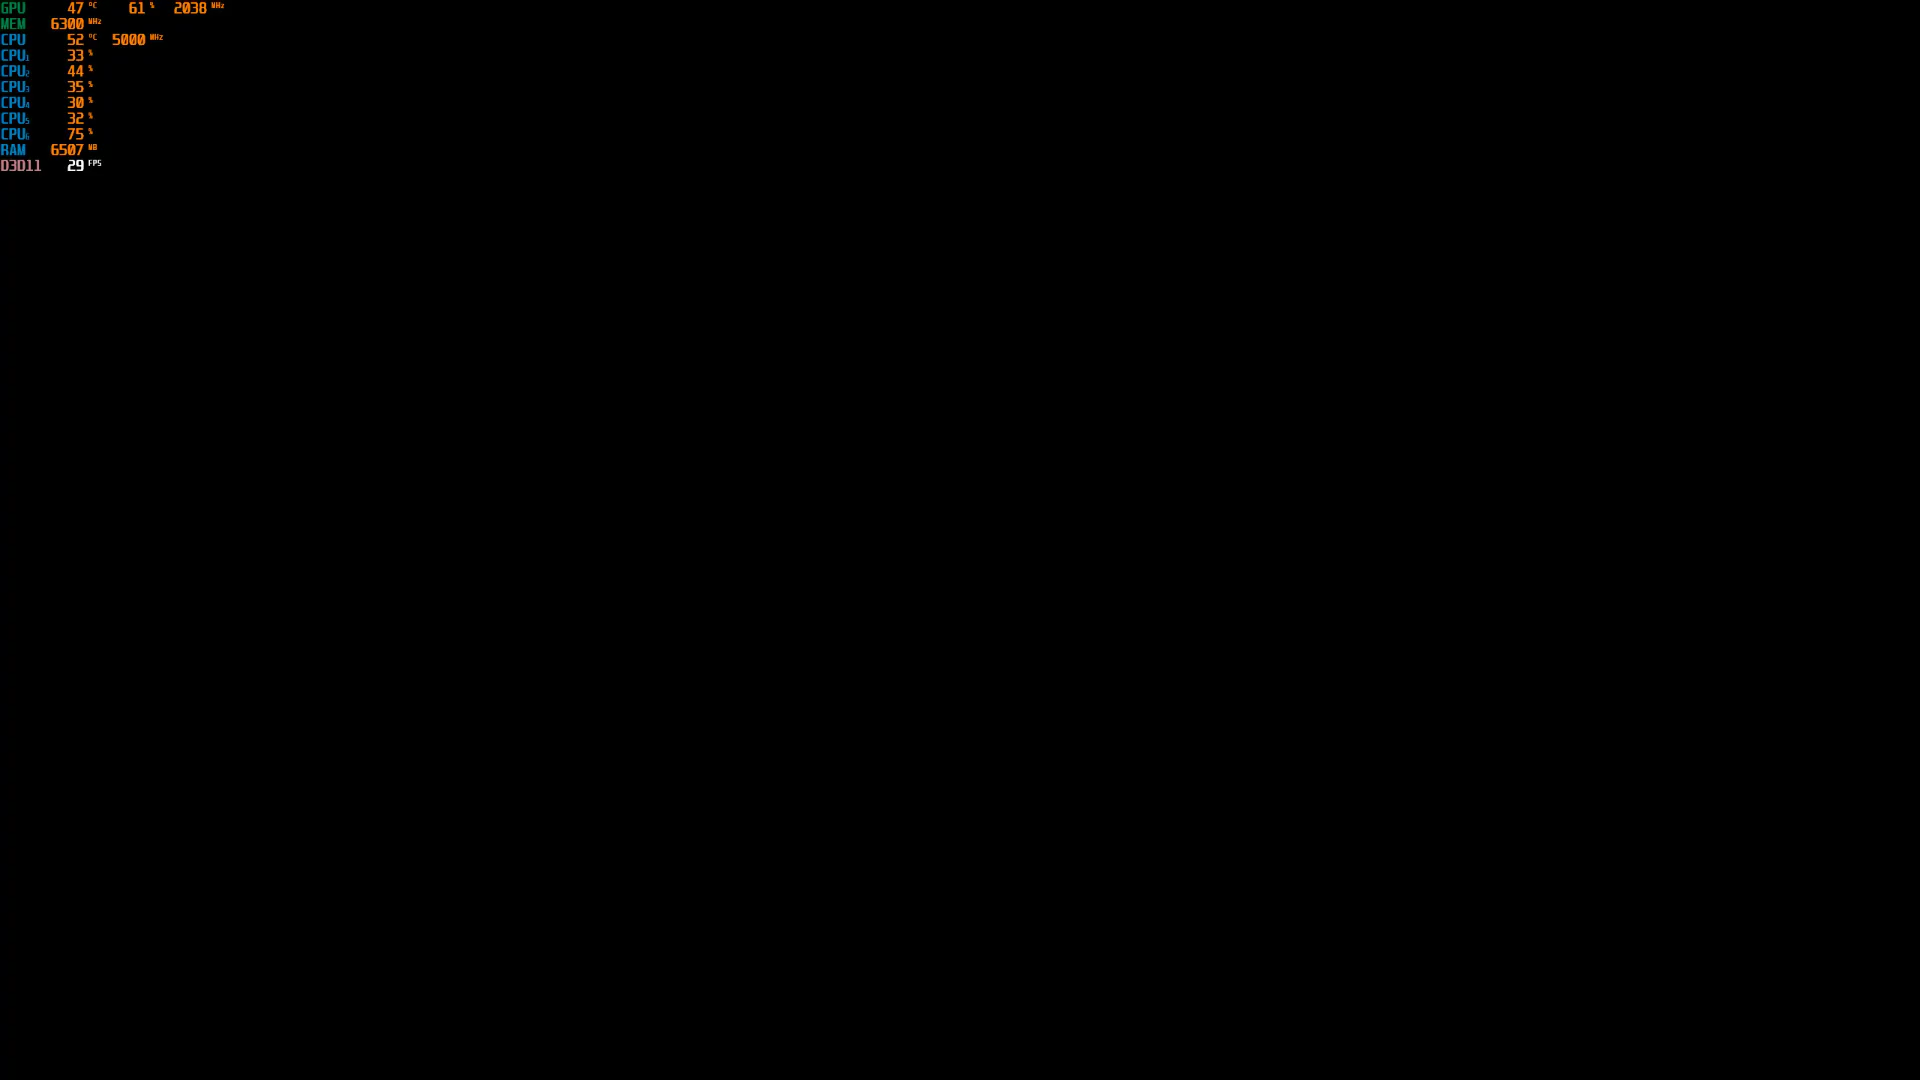 GPU 47 °C 61 % 2038 MHz
MEM 6300 MHz
CPU 52 °C 5000 MHz
CPU1 33 %
CPU2 44 %
CPU3 35 %
CPU4 30 %
CPU5 32 %
CPU6 75 %
RAM 6507 MB
D3D11 29 FPS